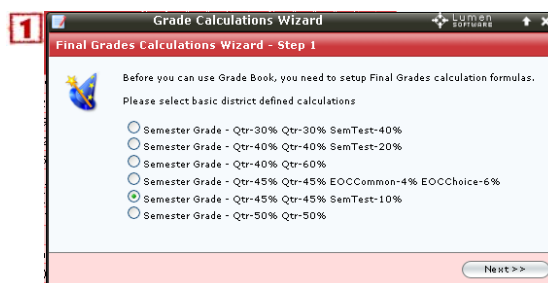 1
Grade Calculations Wizard
Lumen
SOFTWARE
Final Grades Calculations Wizard - Step 1
Before you can use Grade Book, you need to setup Final Grades calculation formulas.
Please select basic district defined calculations
Semester Grade - Qtr-30% Qtr-30% SemTest-40%
Semester Grade - Qtr-40% Qtr-40% SemTest-20%
Semester Grade - Qtr-40% Qtr-60%
Semester Grade - Qtr-45% Qtr-45% EOCCommon-4% EOCChoice-6%
Semester Grade - Qtr-45% Qtr-45% SemTest-10%
Semester Grade - Qtr-50% Qtr-50%
Next>>